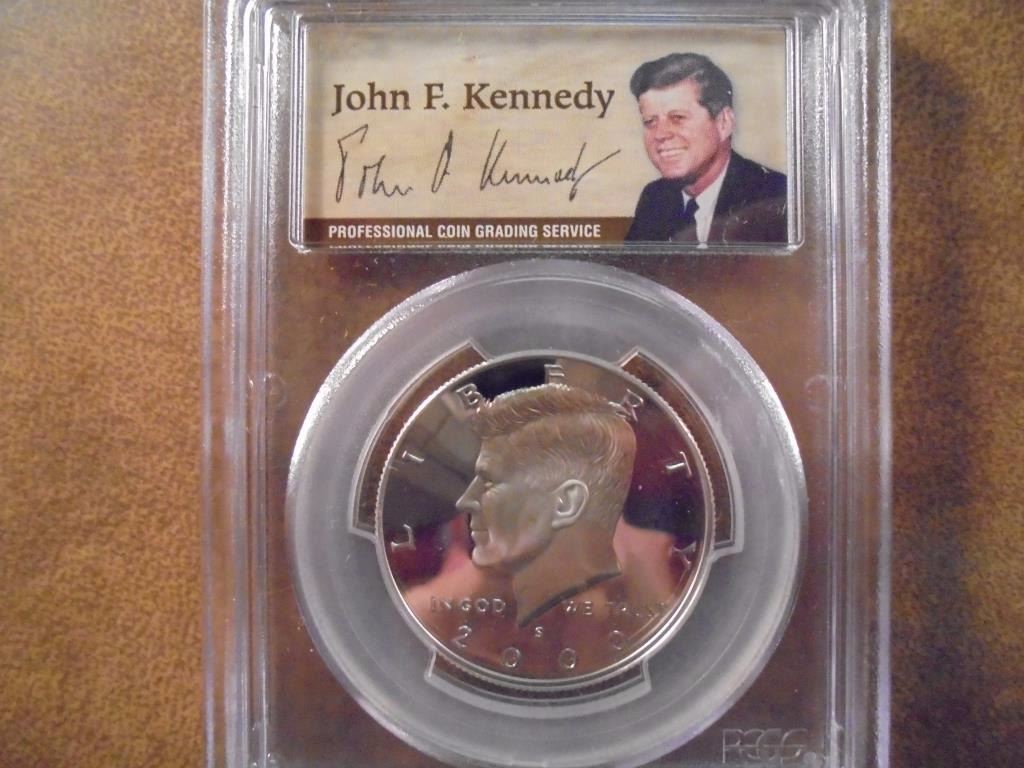 John F. Kennedy
John F Kennedy
PROFESSIONAL COIN GRADING SERVICE
LIBERTY
IN GOD WE TRUST
S
2000
PCGS